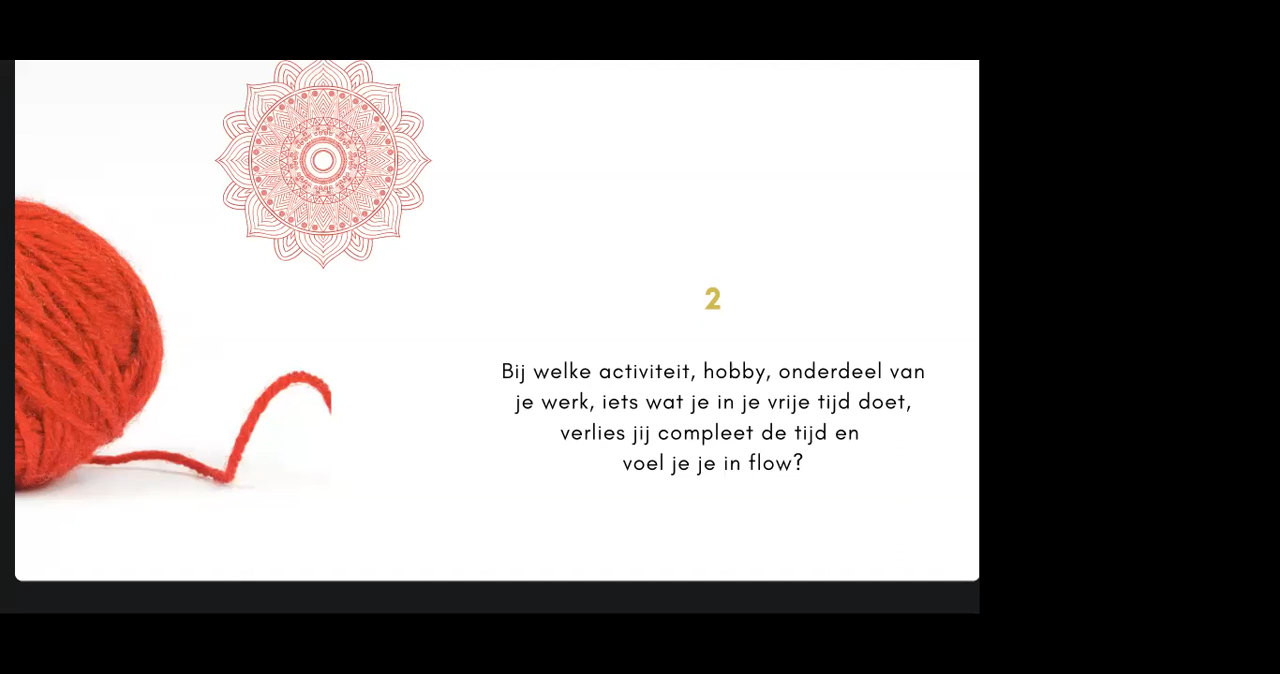 2
Bij welke activiteit, hobby, onderdeel van
je werk, iets wat je in je vrije tijd doet,
verlies jij compleet de tijd en
voel je je in flow?